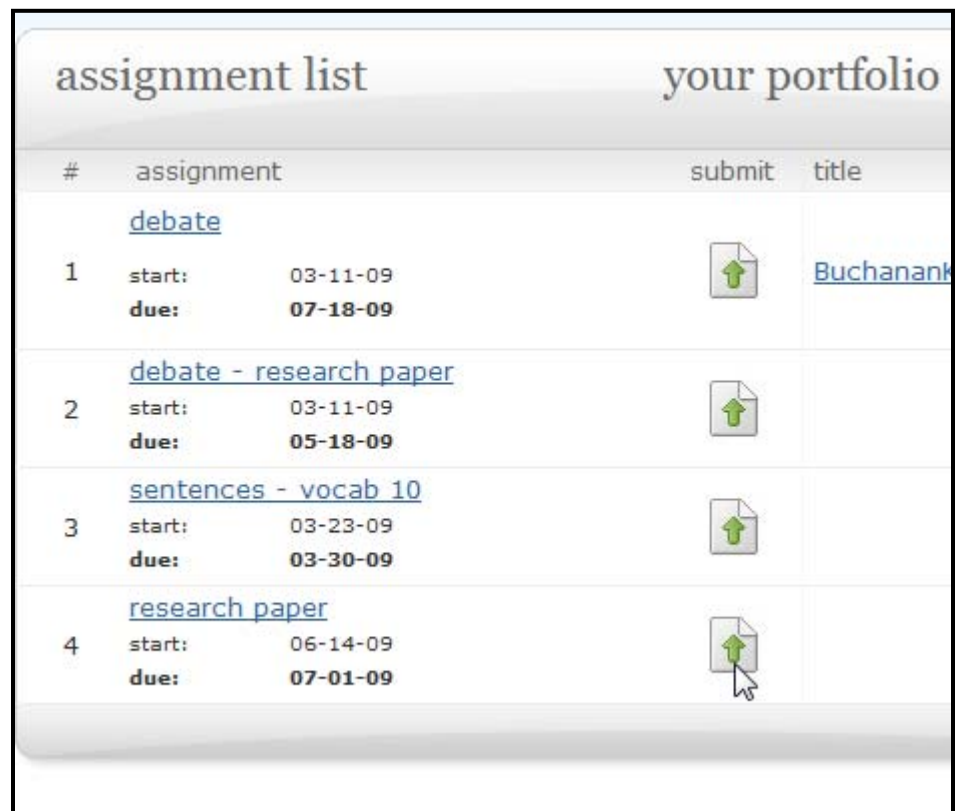 assignment list your portfolio
# assignment submit title
debate
1 start: 03-11-09 BuchananK
due: 07-18-09
debate - research paper
2 start: 03-11-09
due: 05-18-09
sentences - vocab 10
3 start: 03-23-09
due: 03-30-09
research paper
4 start: 06-14-09
due: 07-01-09